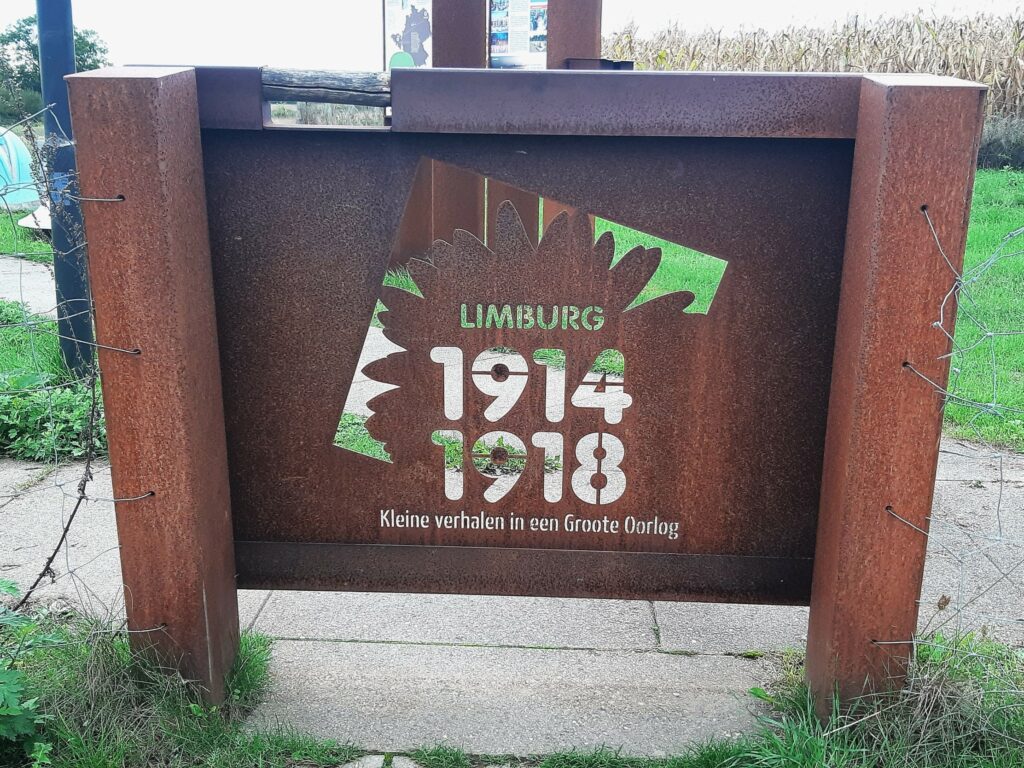 LIMBURG
1914
1918
Kleine verhalen in een Groote Oorlog